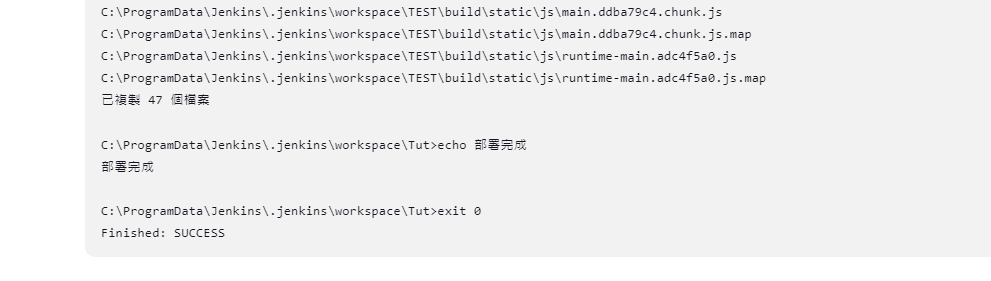 C:\ProgramData\Jenkins\.jenkins\workspace\TEST\build\static\js\main.ddba79c4.chunk.js
C:\ProgramData\Jenkins\.jenkins\workspace\TEST\build\static\js\main.ddba79c4.chunk.js.map
C:\ProgramData\Jenkins\.jenkins\workspace\TEST\build\static\js\runtime-main.adc4f5a0.js
C:\ProgramData\Jenkins\.jenkins\workspace\TEST\build\static\js\runtime-main.adc4f5a0.js.map
已複製 47 個檔案
C:\ProgramData\Jenkins\.jenkins\workspace\Tut>echo 部署完成
部署完成
C:\ProgramData\Jenkins\.jenkins\workspace\Tut>exit 0
Finished: SUCCESS